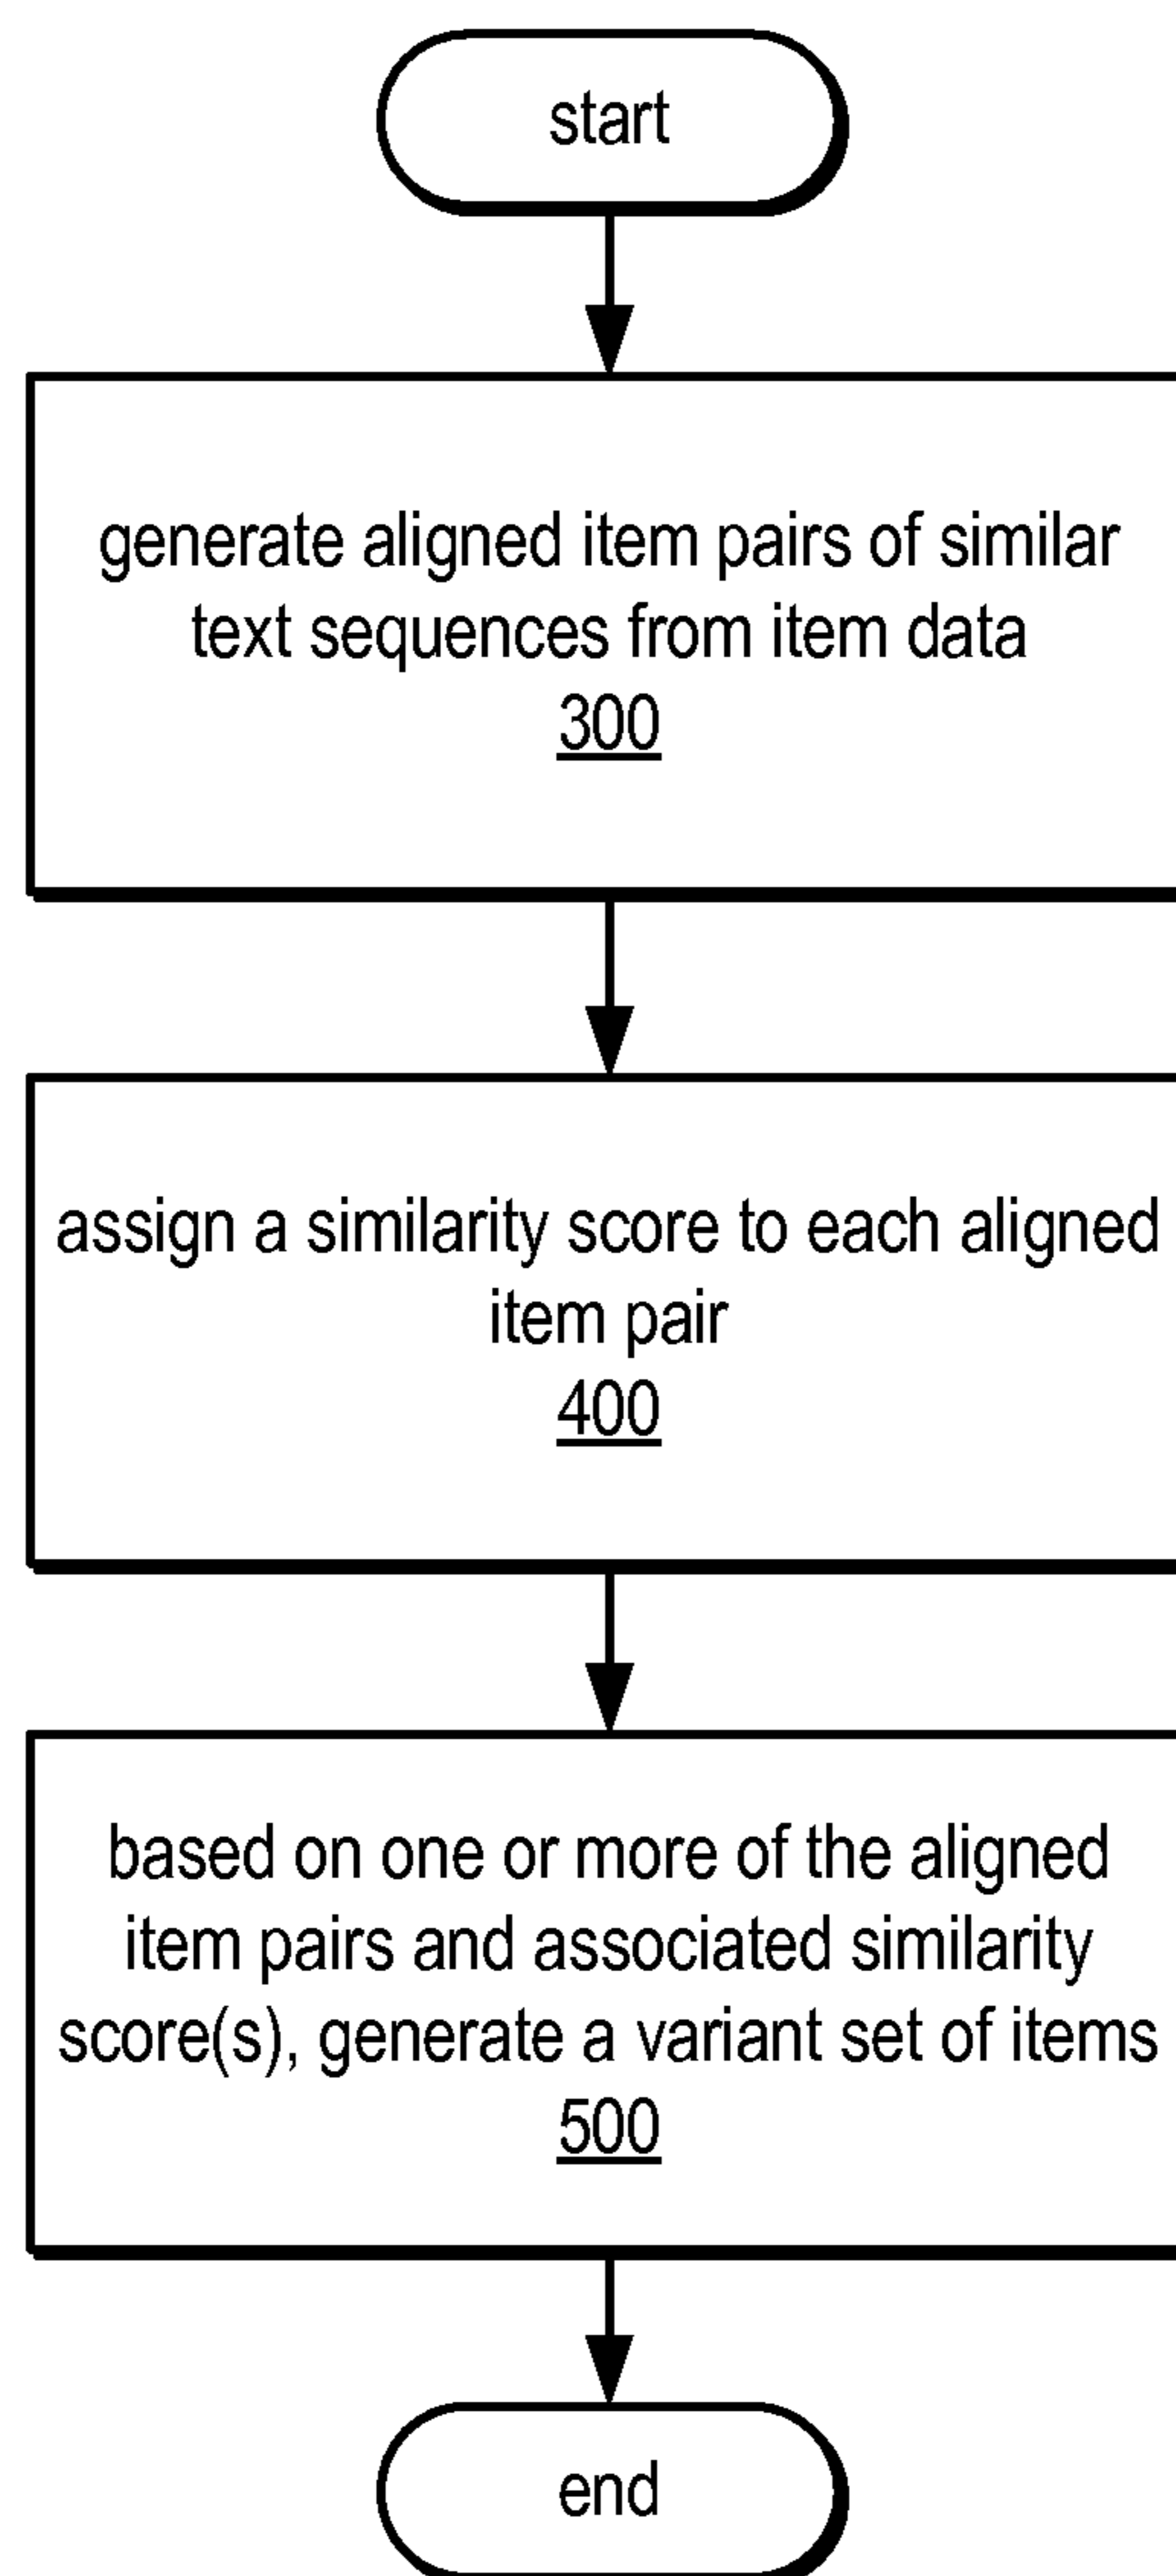 start
generate aligned item pairs of similar
text sequences from item data
300
assign a similarity score to each aligned
item pair
400
based on one or more of the aligned
item pairs and associated similarity
score(s), generate a variant set of items
500
end